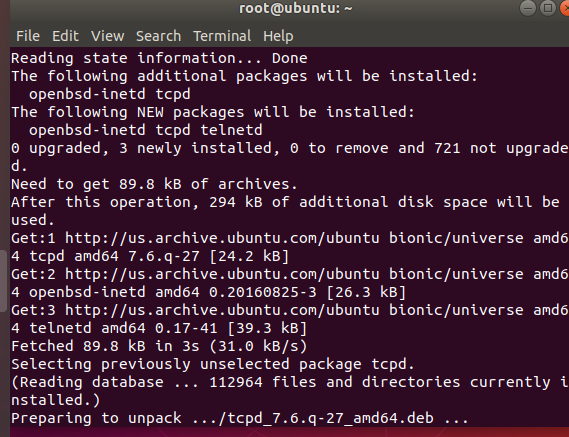 root@ubuntu: ~
File Edit View Search Terminal Help
Reading state information... Done
The following additional packages will be installed:
  openbsd-inetd tcpd
The following NEW packages will be installed:
  openbsd-inetd tcpd telnetd
0 upgraded, 3 newly installed, 0 to remove and 721 not upgrade
d.
Need to get 89.8 kB of archives.
After this operation, 294 kB of additional disk space will be
used.
Get:1 http://us.archive.ubuntu.com/ubuntu bionic/universe amd6
4 tcpd amd64 7.6.q-27 [24.2 kB]
Get:2 http://us.archive.ubuntu.com/ubuntu bionic/universe amd6
4 openbsd-inetd amd64 0.20160825-3 [26.3 kB]
Get:3 http://us.archive.ubuntu.com/ubuntu bionic/universe amd6
4 telnetd amd64 0.17-41 [39.3 kB]
Fetched 89.8 kB in 3s (31.0 kB/s)
Selecting previously unselected package tcpd.
(Reading database ... 112964 files and directories currently i
nstalled.)
Preparing to unpack .../tcpd_7.6.q-27_amd64.deb ...